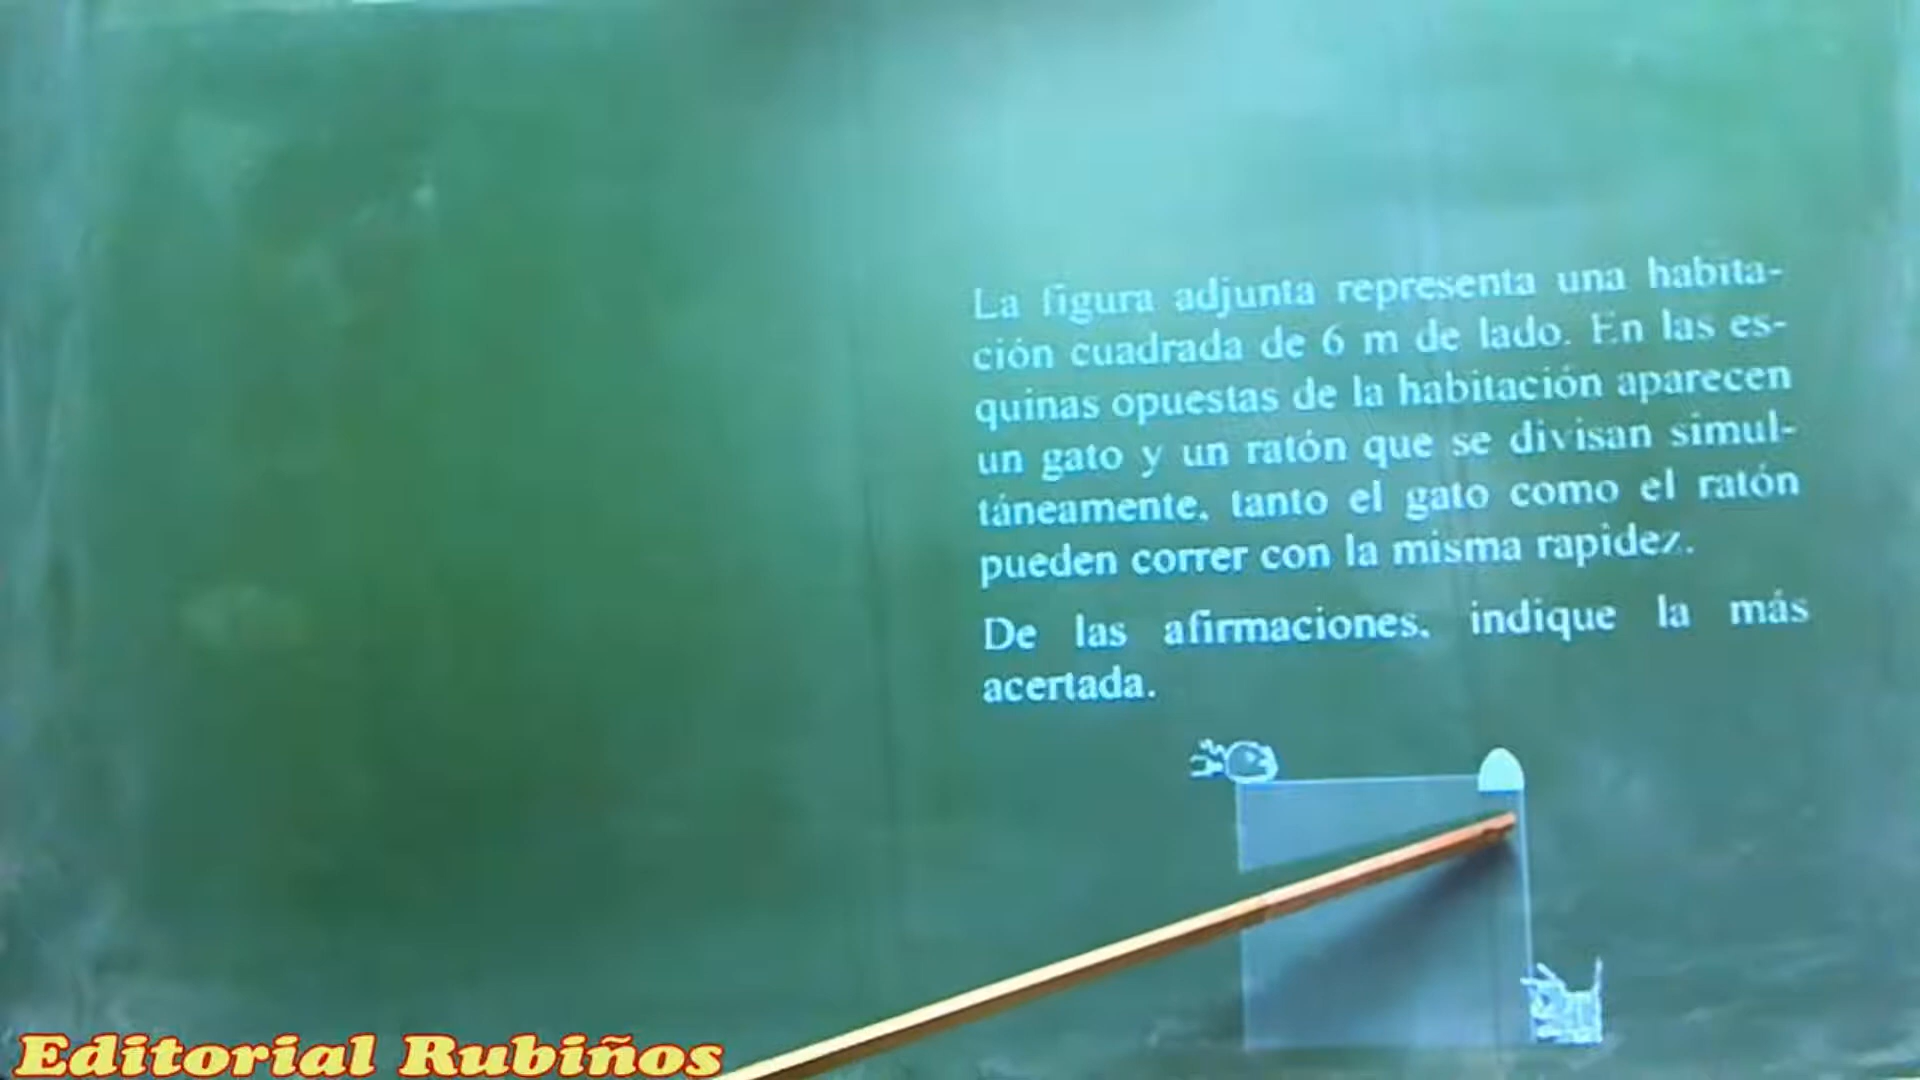 La figura adjunta representa una habita-
ción cuadrada de 6 m de lado. En las es-
quinas opuestas de la habitación aparecen
un gato y un ratón que se divisan simul-
táneamente, tanto el gato como el ratón
pueden correr con la misma rapidez.
De las afirmaciones, indique la más
acertada.
Editorial Rubiños